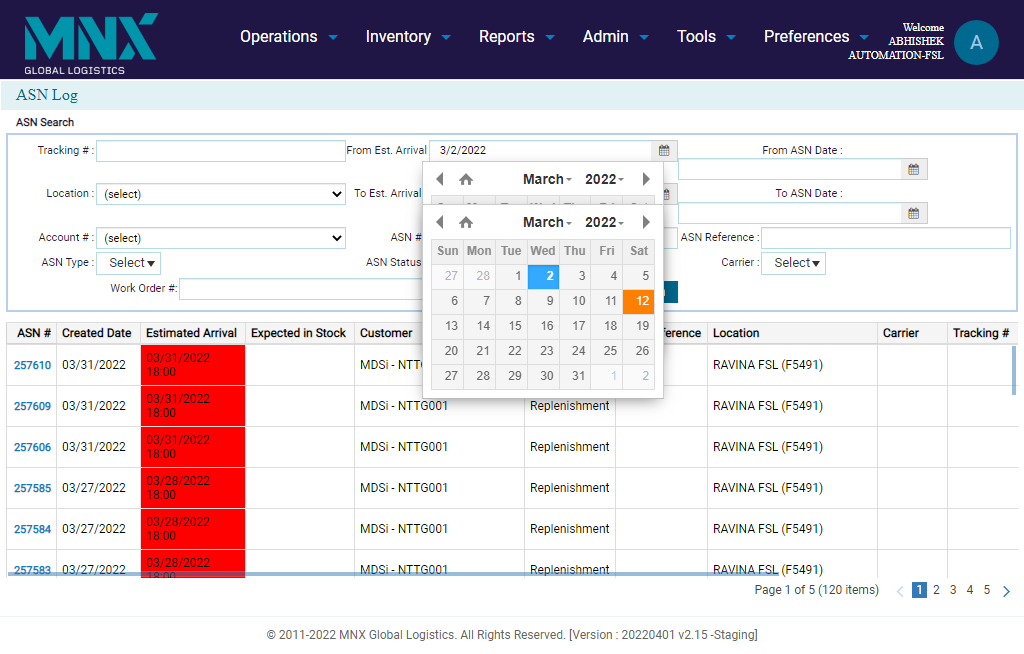 MNX
GLOBAL LOGISTICS
Operations
Inventory
Reports
Admin
Tools
Preferences
Welcome
ABHISHEK
AUTOMATION-FSL
A
ASN Log
ASN Search
Tracking # :
From Est. Arrival
3/2/2022
From ASN Date :
Location :
(select)
To Est. Arrival
To ASN Date :
Account # :
(select)
ASN #
ASN Reference :
ASN Type :
Select
ASN Status
Carrier :
Select
Work Order #:
March
2022
March
2022
Sun Mon Tue Wed Thu Fri Sat
27 28 1 2 3 4 5
6 7 8 9 10 11 12
13 14 15 16 17 18 19
20 21 22 23 24 25 26
27 28 29 30 31 1 2
ASN # Created Date Estimated Arrival Expected in Stock Customer Location Carrier Tracking #
257610 03/31/2022 03/31/2022 RAVINA FSL (F5491)
18:00
257609 03/31/2022 03/31/2022 MDSi - NTTG001 Replenishment RAVINA FSL (F5491)
18:00
257606 03/31/2022 03/31/2022 MDSi - NTTG001 Replenishment RAVINA FSL (F5491)
18:00
257585 03/27/2022 03/28/2022 MDSi - NTTG001 Replenishment RAVINA FSL (F5491)
18:00
257584 03/27/2022 03/28/2022 MDSi - NTTG001 Replenishment RAVINA FSL (F5491)
18:00
257583 03/27/2022 03/28/2022 MDSi - NTTG001 Replenishment RAVINA FSL (F5491)
18:00
Page 1 of 5 (120 items) 1 2 3 4 5
© 2011-2022 MNX Global Logistics. All Rights Reserved. [Version : 20220401 v2.15 -Staging]